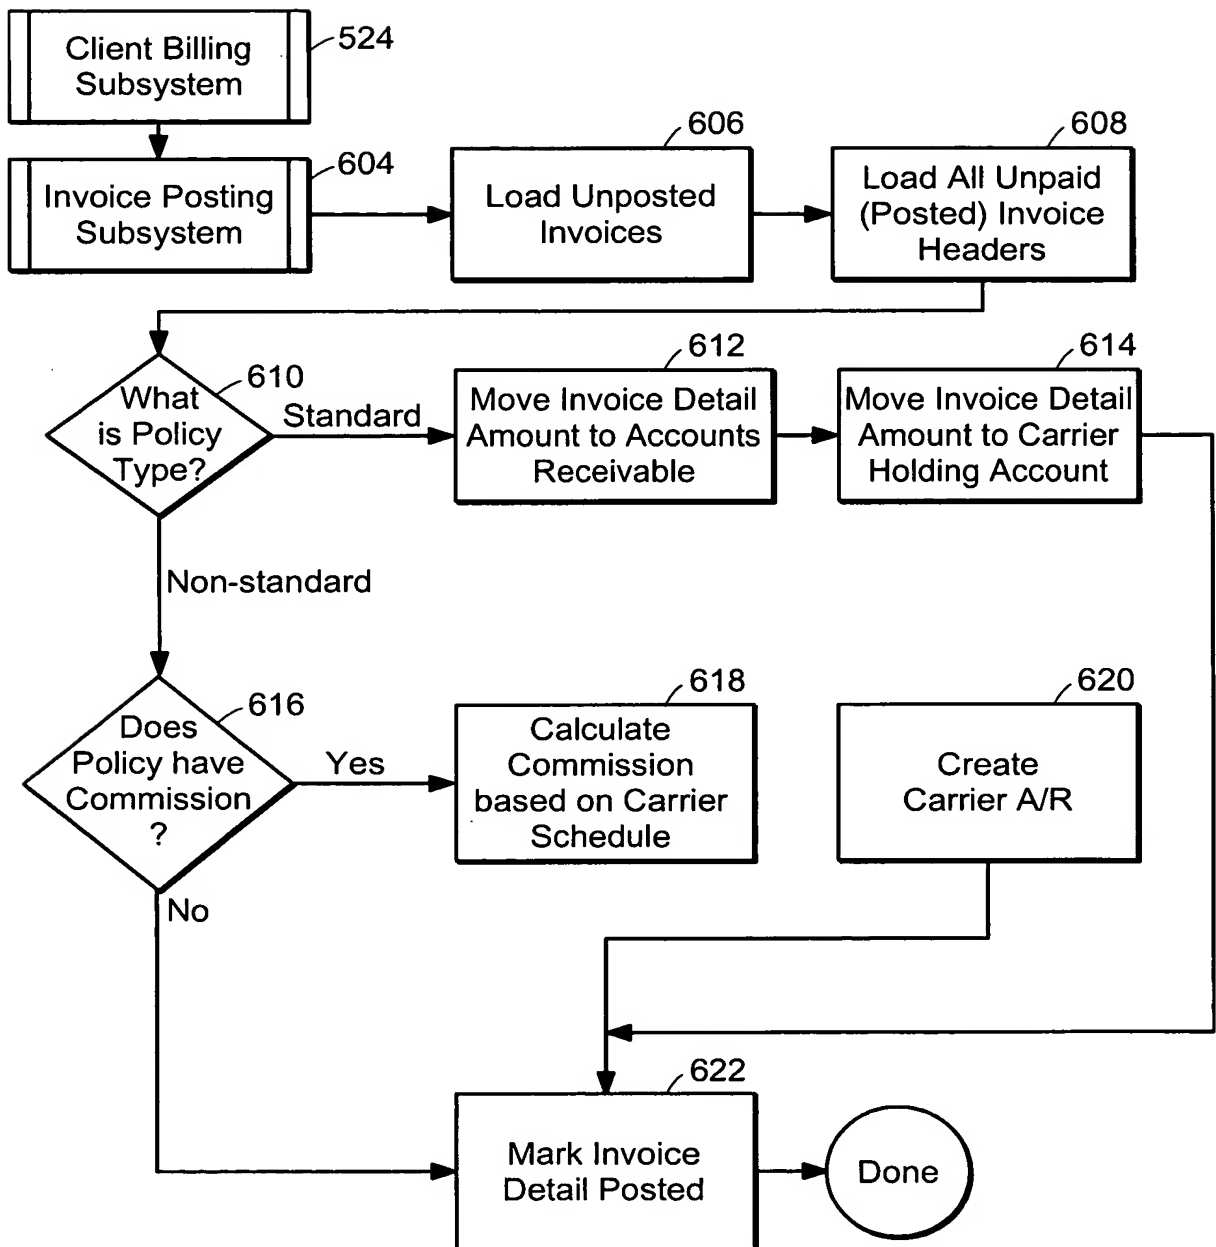 Client Billing
Subsystem
524
Invoice Posting
Subsystem
604
Load Unposted
Invoices
606
Load All Unpaid
(Posted) Invoice
Headers
608
What
is Policy
Type?
610
Standard
Move Invoice Detail
Amount to Accounts
Receivable
612
Move Invoice Detail
Amount to Carrier
Holding Account
614
Non-standard
Does
Policy have
Commission
?
616
Yes
Calculate
Commission
based on Carrier
Schedule
618
Create
Carrier A/R
620
No
Mark Invoice
Detail Posted
622
Done